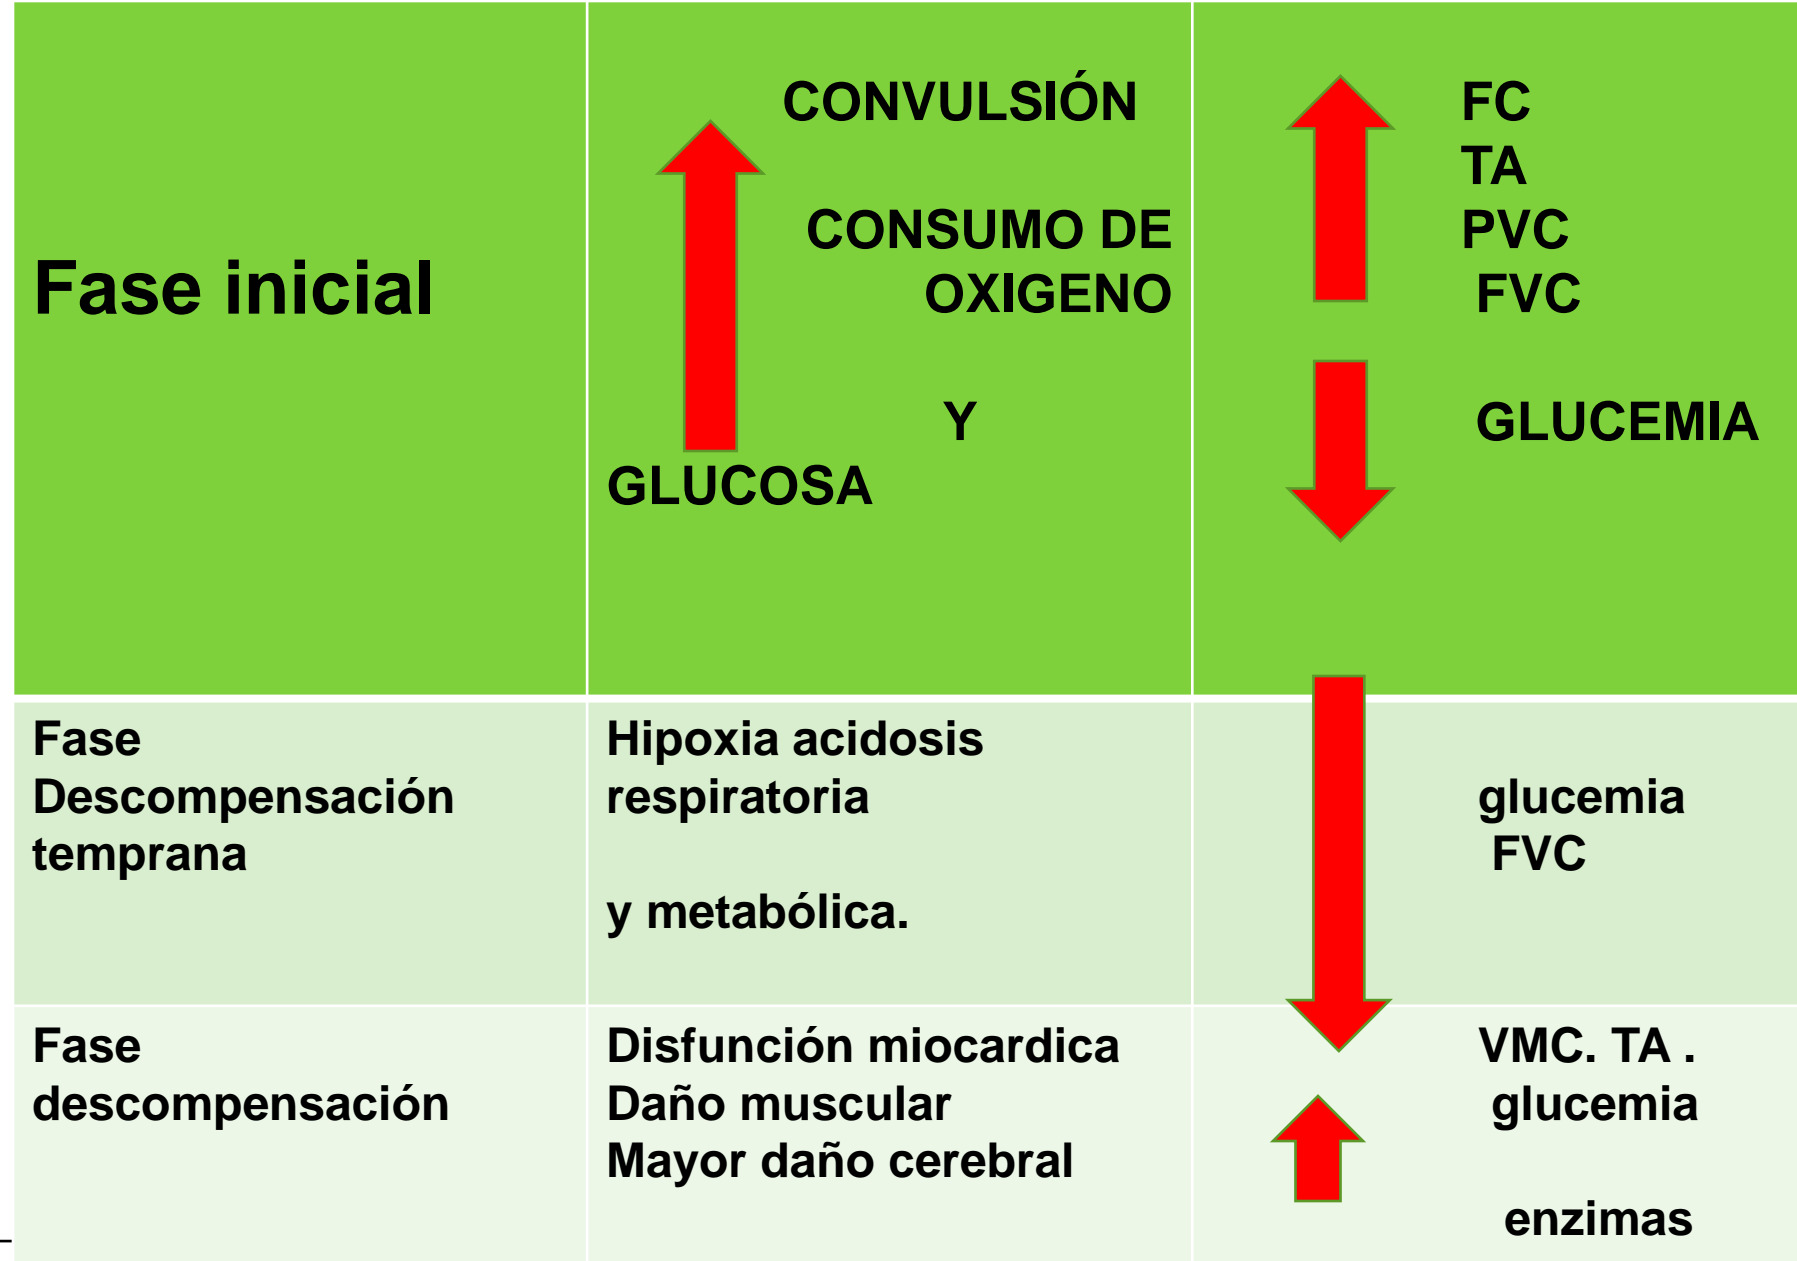 Fase inicial
CONVULSIÓN
CONSUMO DE
OXIGENO
Y
GLUCOSA
FC
TA
PVC
FVC
GLUCEMIA
Fase
Descompensación
temprana
Hipoxia acidosis
respiratoria
y metabólica.
glucemia
FVC
Fase
descompensación
Disfunción miocardica
Daño muscular
Mayor daño cerebral
VMC. TA .
glucemia
enzimas